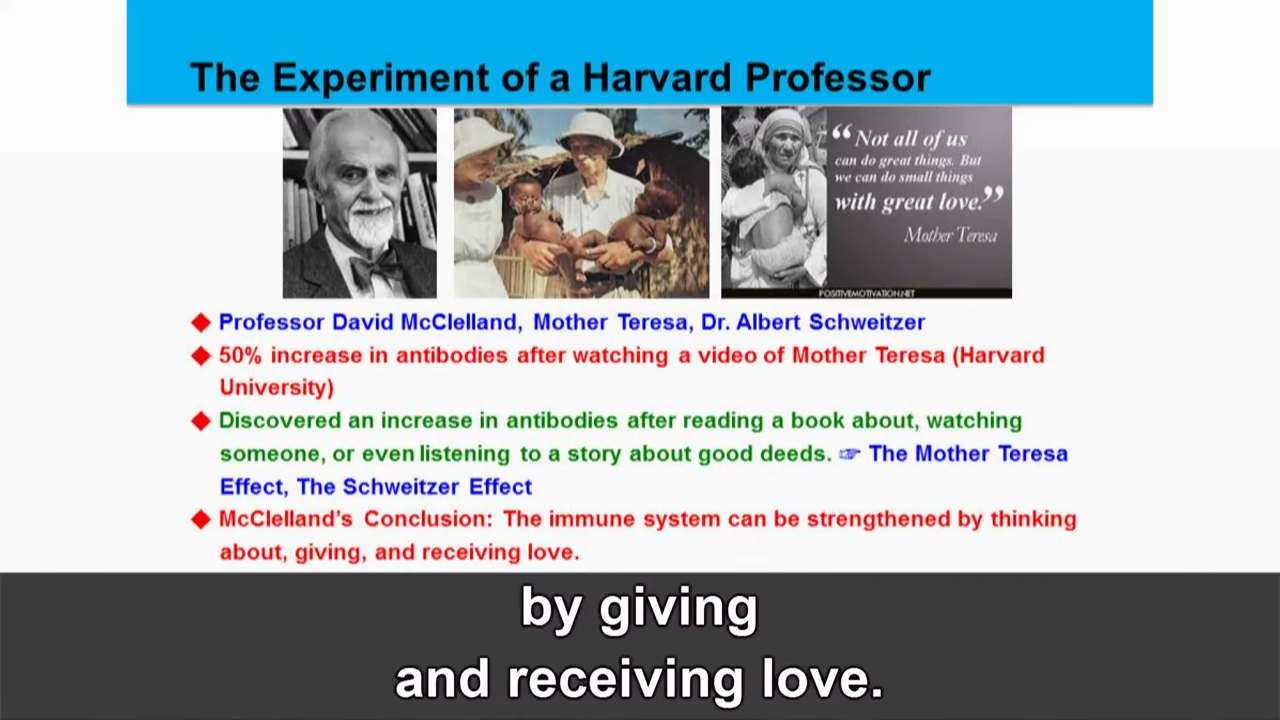 The Experiment of a Harvard Professor
“Not all of us
can do great things. But
we can do small things
with great love.”
Mother Teresa
POSITIVEMOTIVATION.NET
Professor David McClelland, Mother Teresa, Dr. Albert Schweitzer
50% increase in antibodies after watching a video of Mother Teresa (Harvard
University)
Discovered an increase in antibodies after reading a book about, watching
someone, or even listening to a story about good deeds. ☞ The Mother Teresa
Effect, The Schweitzer Effect
McClelland’s Conclusion: The immune system can be strengthened by thinking
about, giving, and receiving love.
by giving
and receiving love.